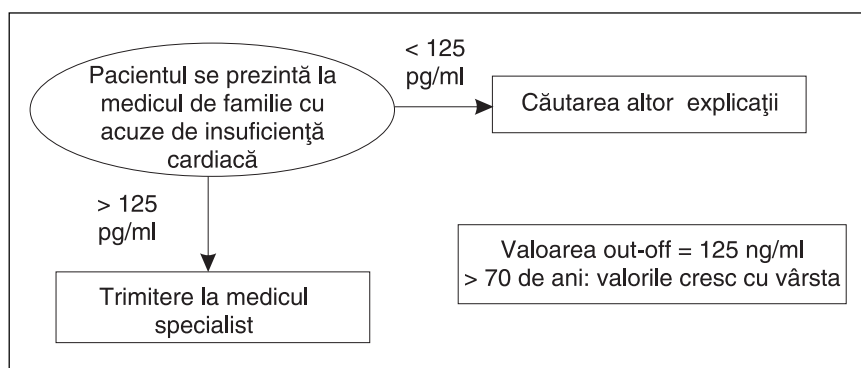 Pacientul se prezintă la
medicul de familie cu
acuze de insuficienţă
cardiacă
< 125
pg/ml
Căutarea altor explicaţii
> 125
pg/ml
Trimitere la medicul
specialist
Valoarea out-off = 125 ng/ml
> 70 de ani: valorile cresc cu vârsta